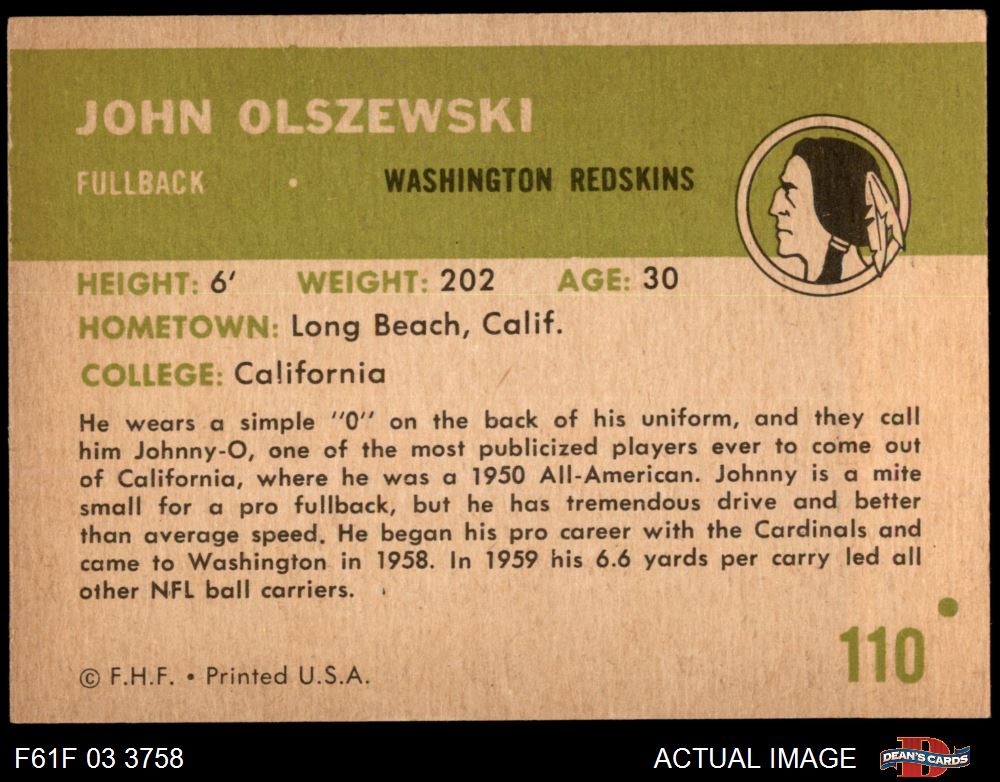 JOHN OLSZEWSKI
FULLBACK • WASHINGTON REDSKINS
HEIGHT: 6' WEIGHT: 202 AGE: 30
HOMETOWN: Long Beach, Calif.
COLLEGE: California
He wears a simple "0" on the back of his uniform, and they call
him Johnny-O, one of the most publicized players ever to come out
of California, where he was a 1950 All-American. Johnny is a mite
small for a pro fullback, but he has tremendous drive and better
than average speed. He began his pro career with the Cardinals and
came to Washington in 1958. In 1959 his 6.6 yards per carry led all
other NFL ball carriers.
110
© F.H.F. • Printed U.S.A.
F61F 03 3758 ACTUAL IMAGE DEAN'S CARDS